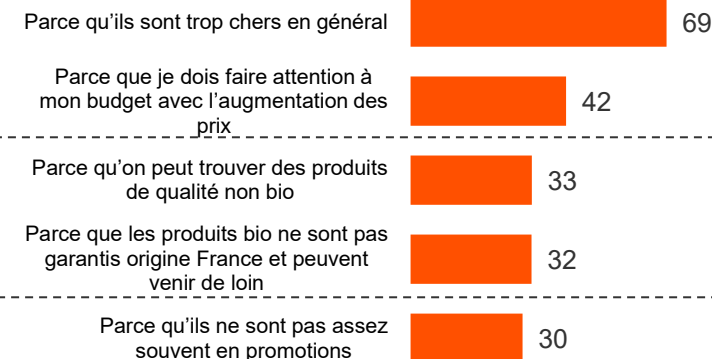 Parce qu'ils sont trop chers en général
69
Parce que je dois faire attention à
mon budget avec l'augmentation des
prix
42
Parce qu'on peut trouver des produits
de qualité non bio
33
Parce que les produits bio ne sont pas
garantis origine France et peuvent
venir de loin
32
Parce qu'ils ne sont pas assez
souvent en promotions
30